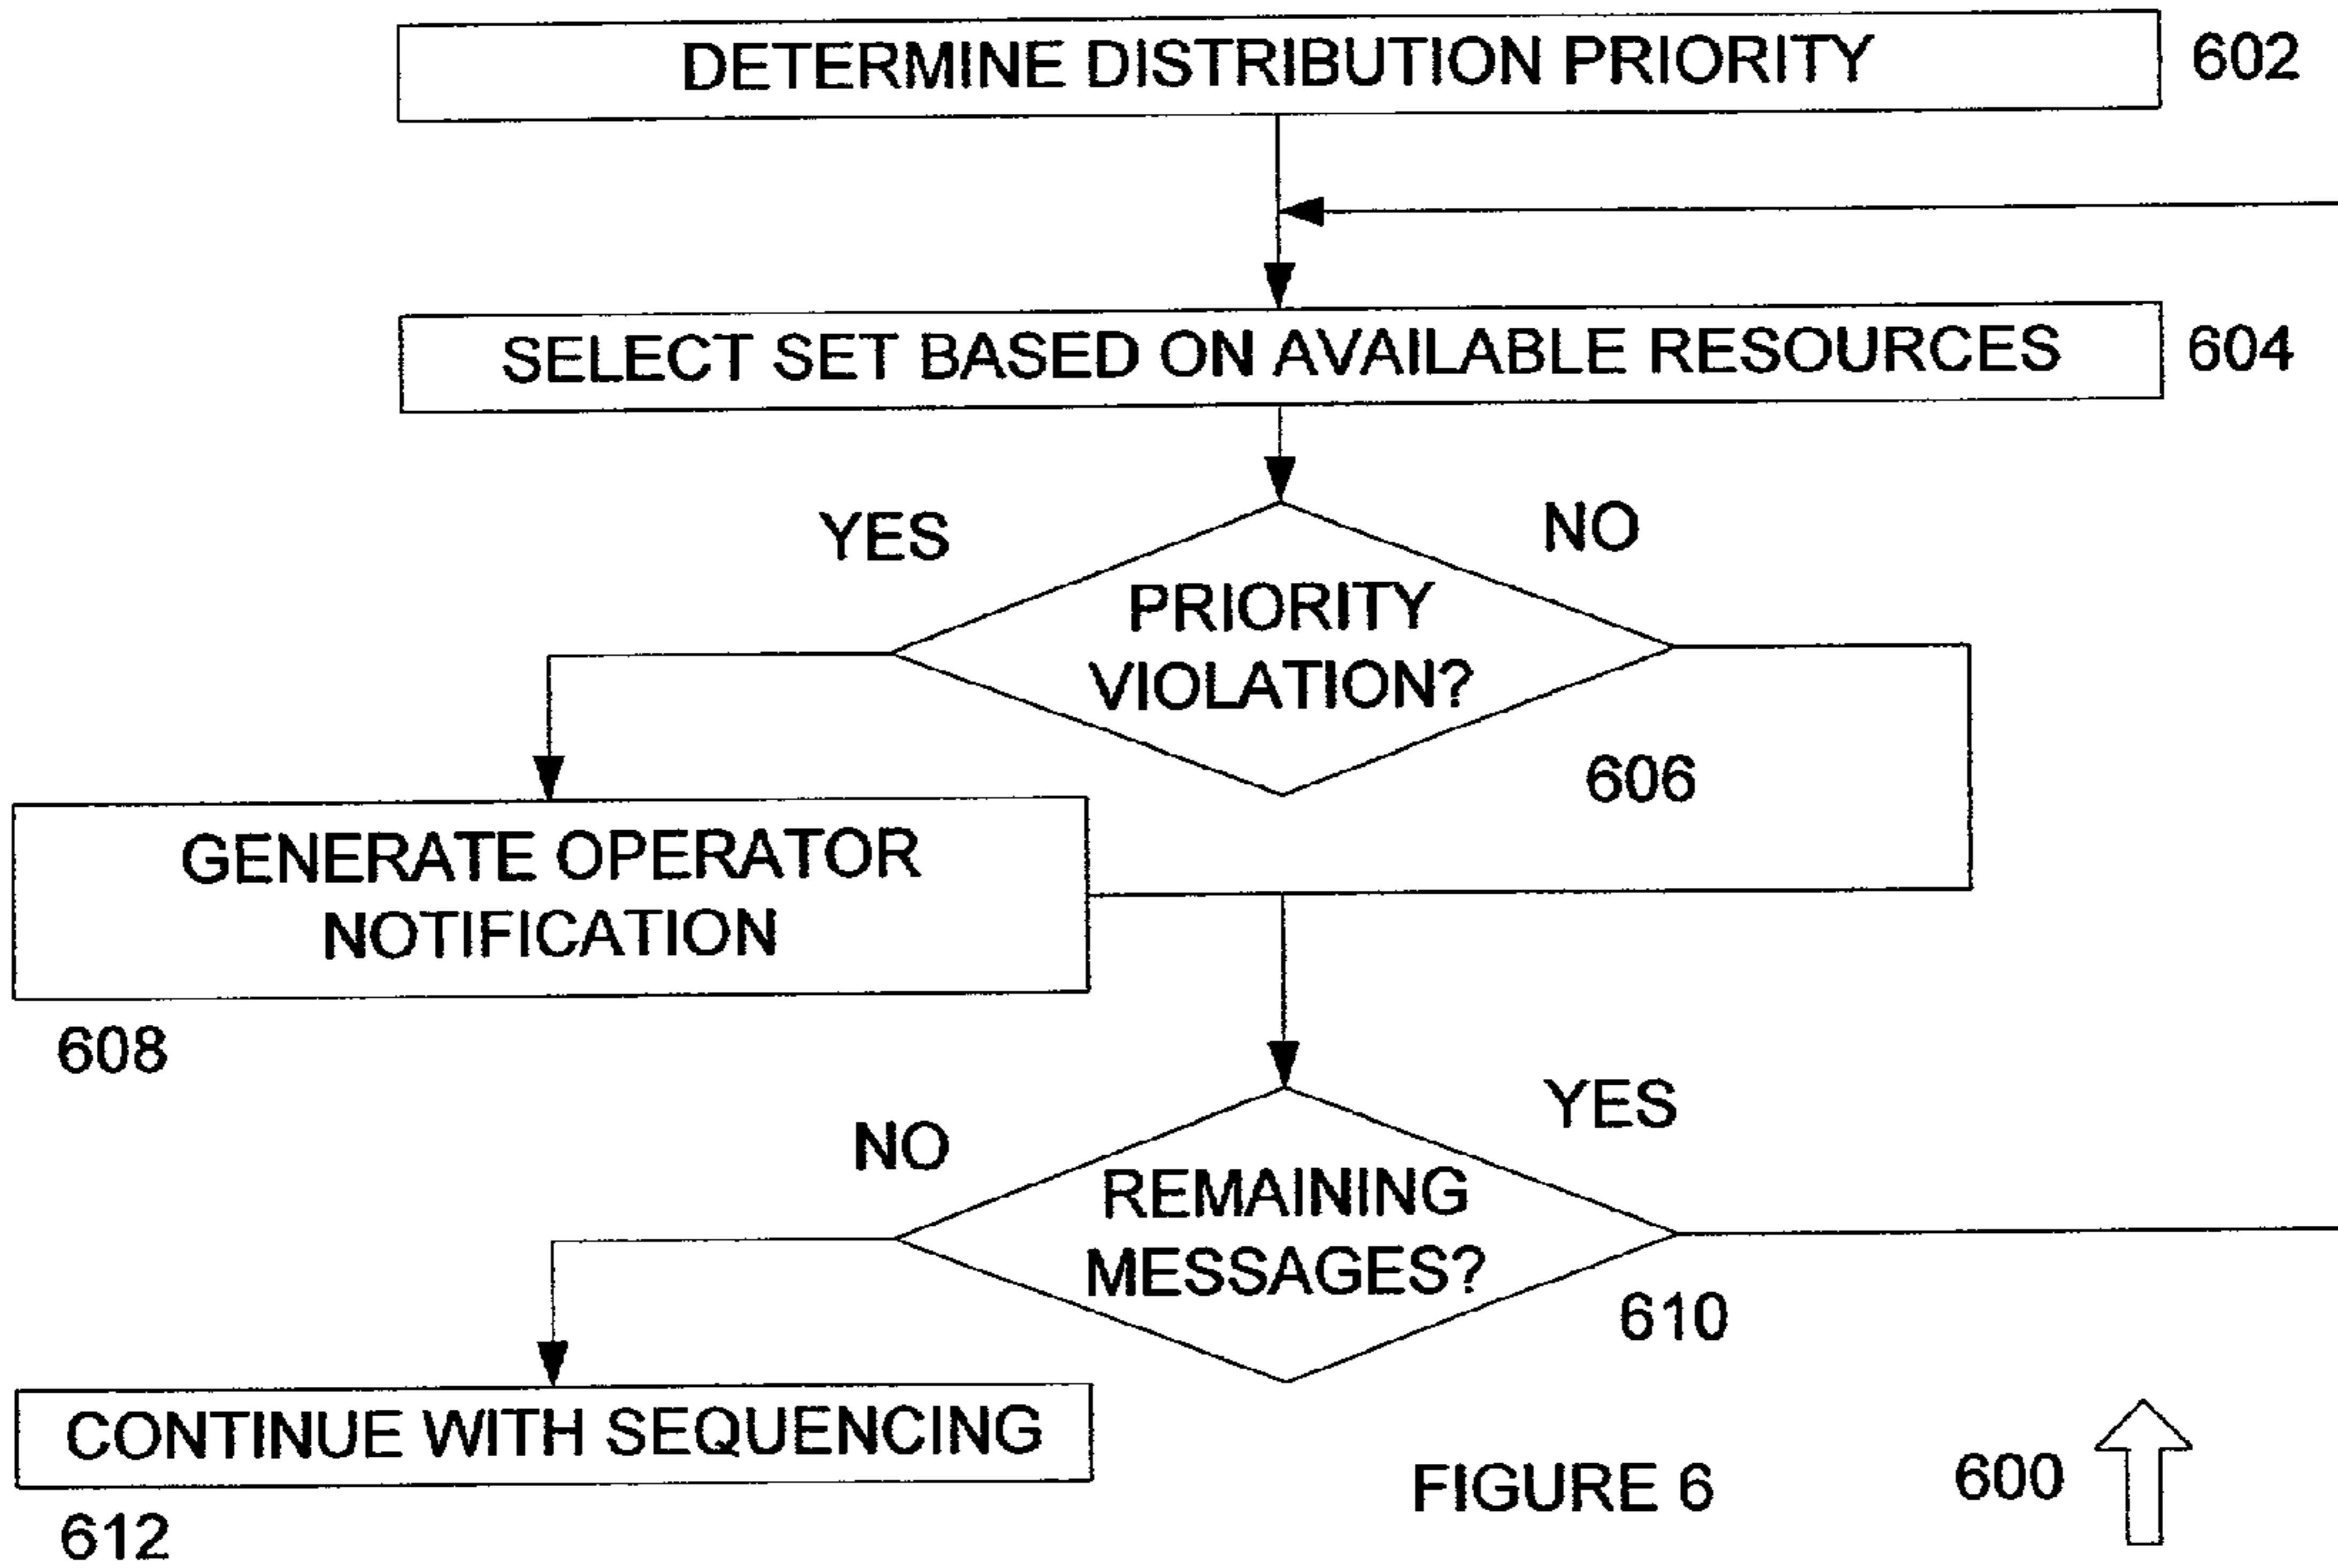 DETERMINE DISTRIBUTION PRIORITY
602
SELECT SET BASED ON AVAILABLE RESOURCES
604
YES
NO
PRIORITY
VIOLATION?
606
GENERATE OPERATOR
NOTIFICATION
608
NO
YES
REMAINING
MESSAGES?
610
CONTINUE WITH SEQUENCING
612
FIGURE 6
600